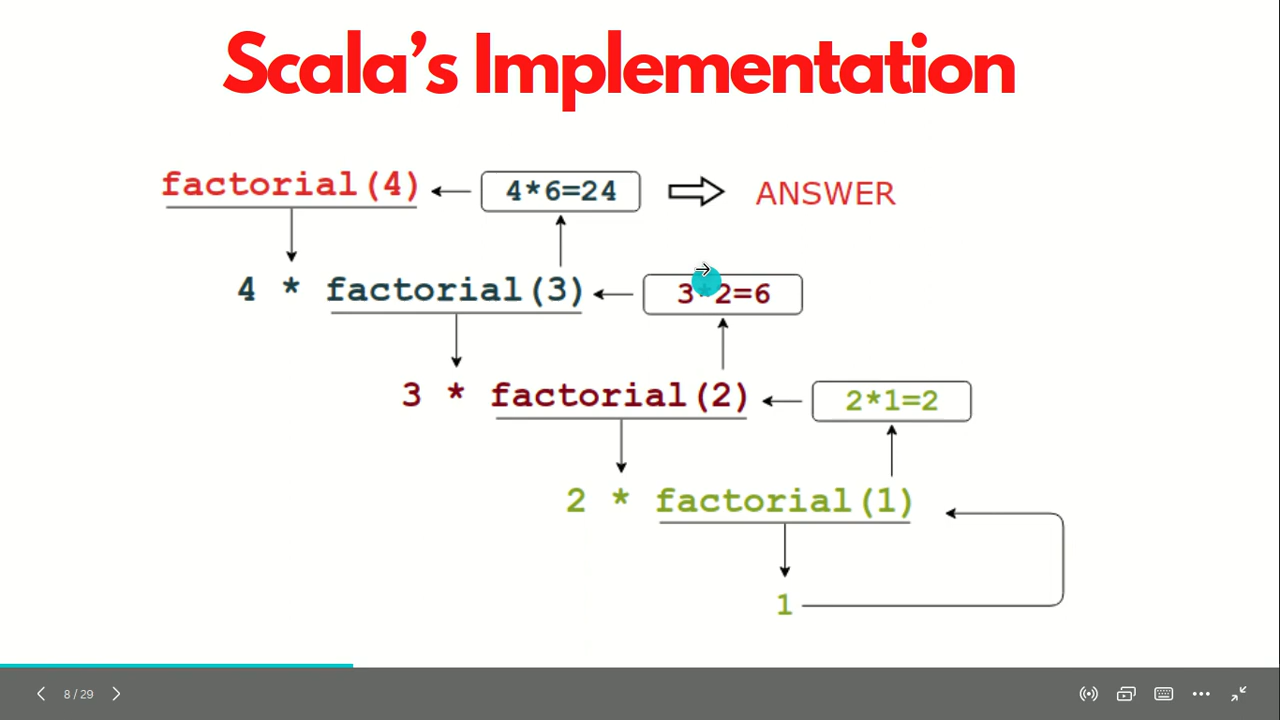 Scala's Implementation
factorial(4) 4*6=24 ANSWER
4 * factorial(3) 3*2=6
3 * factorial(2) 2*1=2
2 * factorial(1)
1
8 / 29